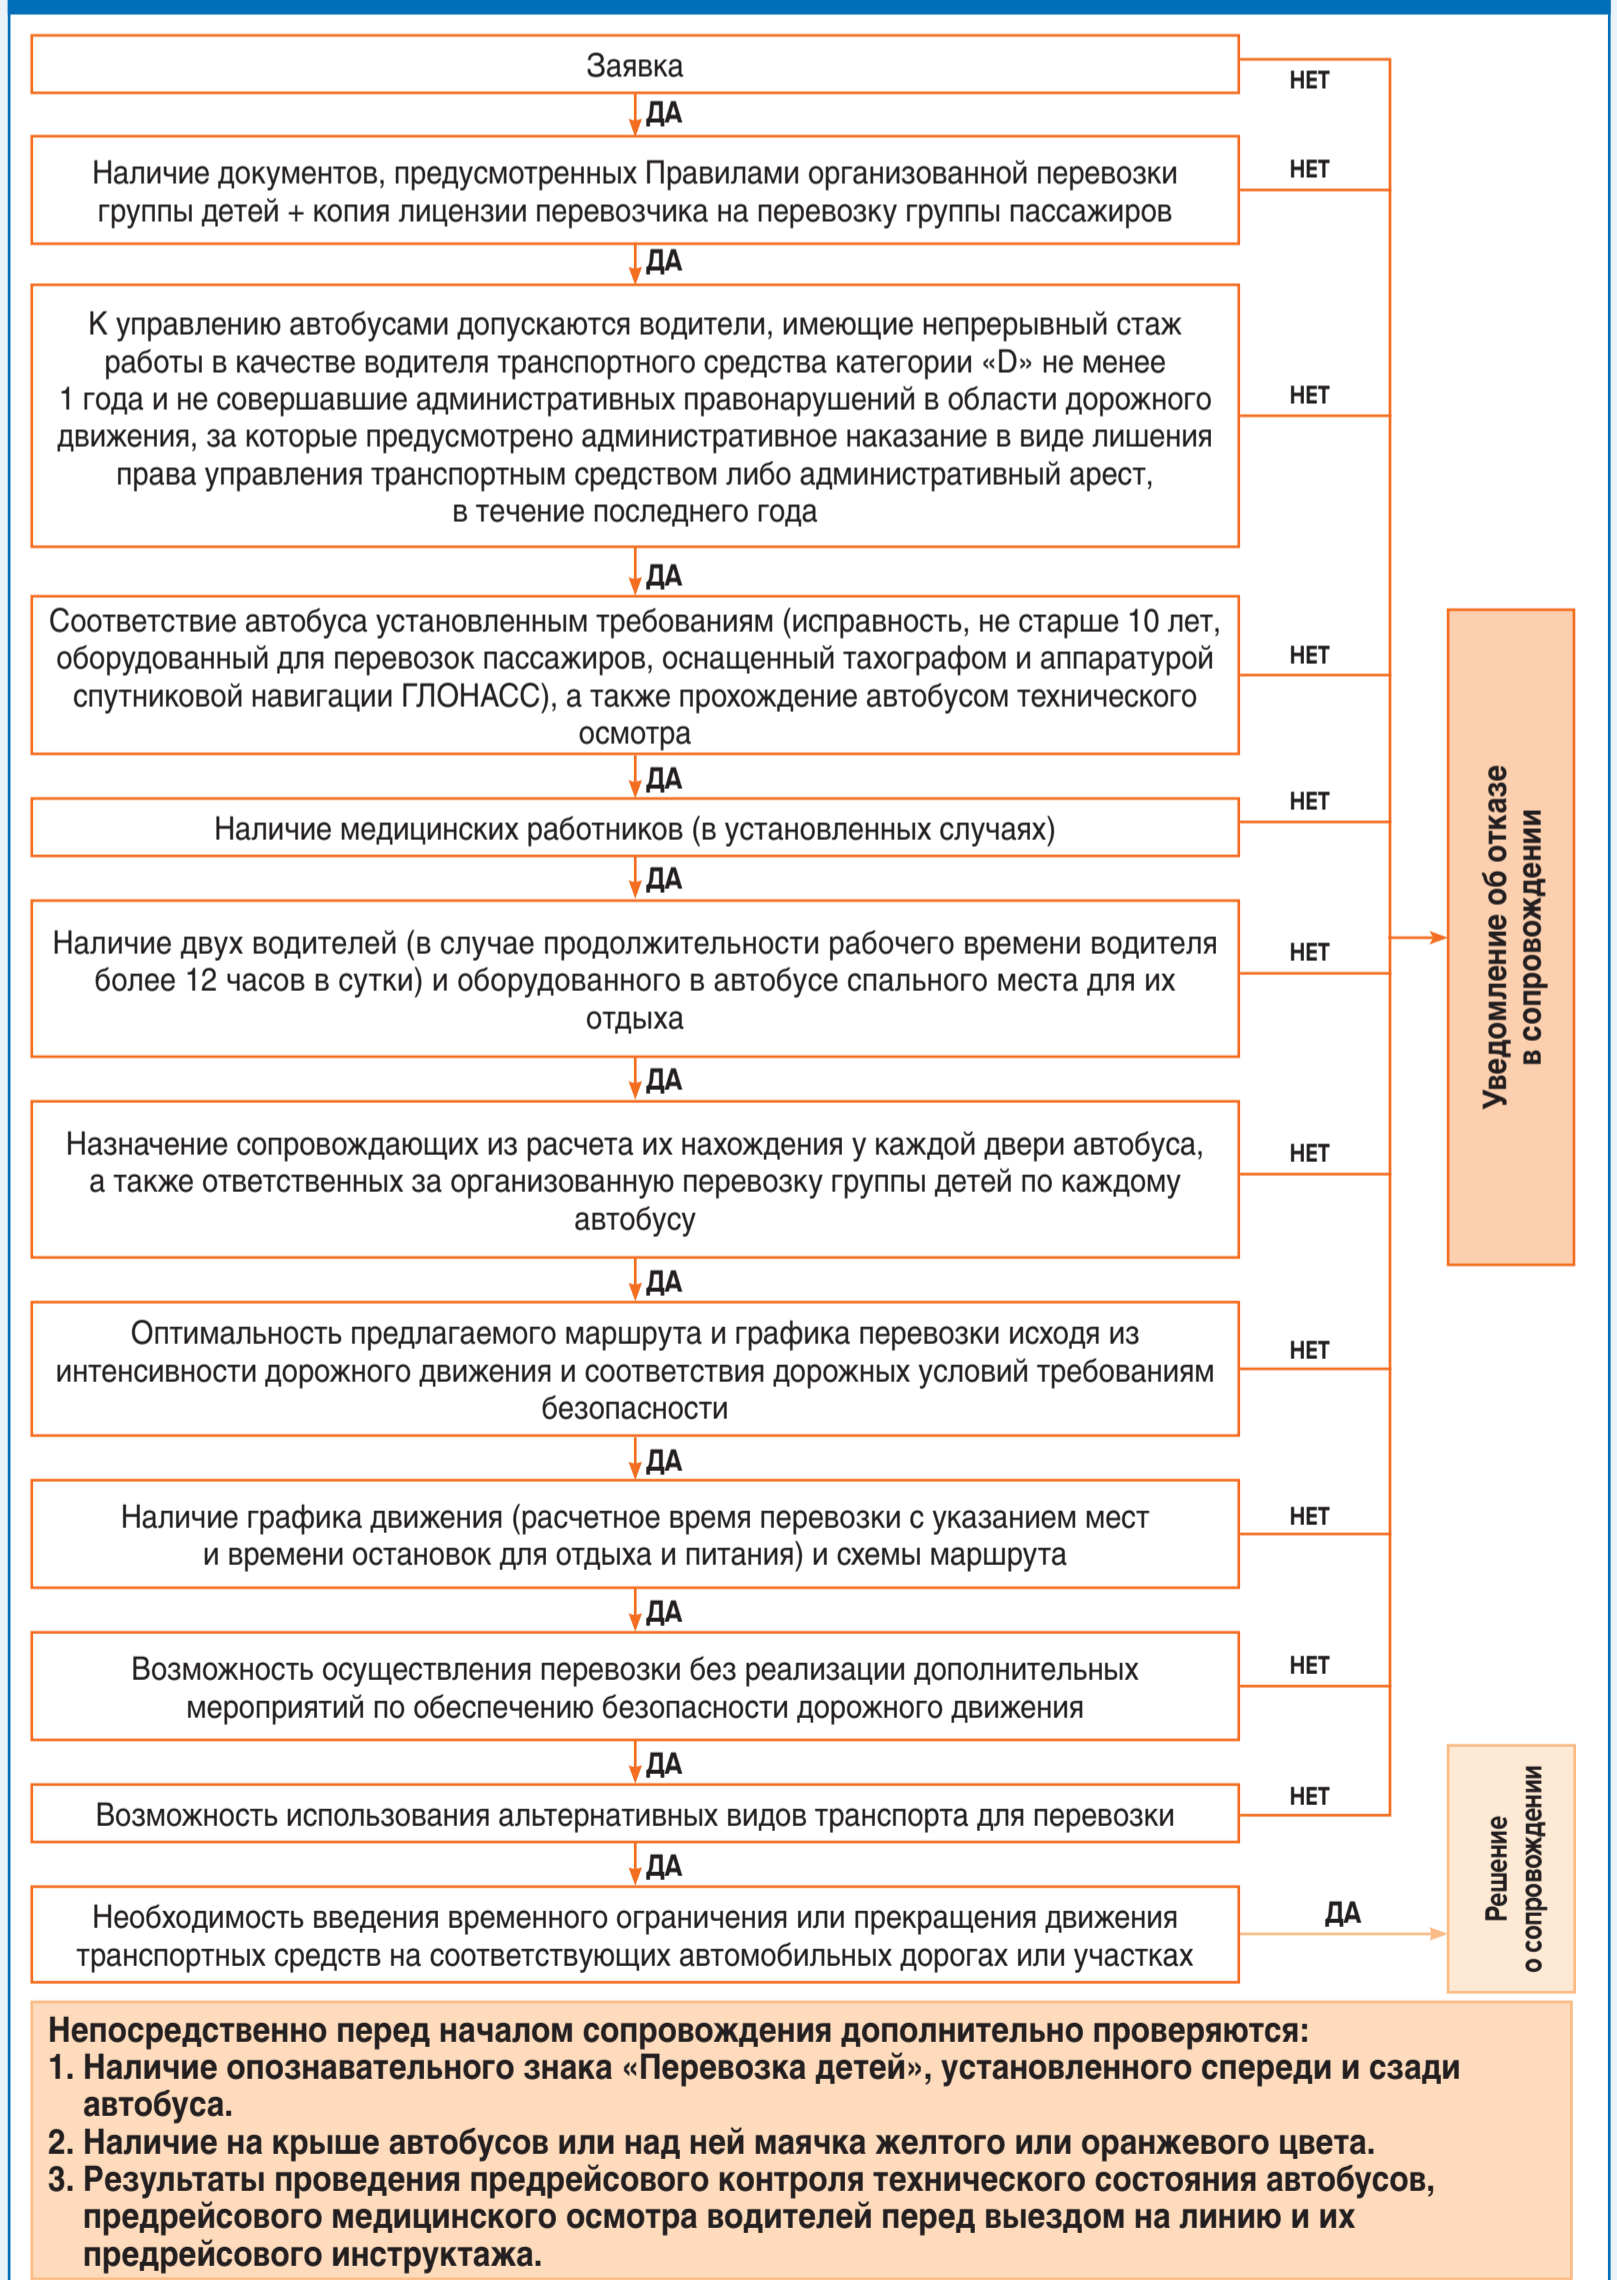 Заявка
НЕТ
ДА
Наличие документов, предусмотренных Правилами организованной перевозки
группы детей + копия лицензии перевозчика на перевозку группы пассажиров
НЕТ
ДА
К управлению автобусами допускаются водители, имеющие непрерывный стаж
работы в качестве водителя транспортного средства категории «D» не менее
1 года и не совершавшие административных правонарушений в области дорожного
движения, за которые предусмотрено административное наказание в виде лишения
права управления транспортным средством либо административный арест,
в течение последнего года
НЕТ
ДА
Соответствие автобуса установленным требованиям (исправность, не старше 10 лет,
оборудованный для перевозок пассажиров, оснащенный тахографом и аппаратурой
спутниковой навигации ГЛОНАСС), а также прохождение автобусом технического
осмотра
НЕТ
ДА
Наличие медицинских работников (в установленных случаях)
НЕТ
ДА
Наличие двух водителей (в случае продолжительности рабочего времени водителя
более 12 часов в сутки) и оборудованного в автобусе спального места для их
отдыха
НЕТ
Уведомление об отказе
в сопровождении
ДА
Назначение сопровождающих из расчета их нахождения у каждой двери автобуса,
а также ответственных за организованную перевозку группы детей по каждому
автобусу
НЕТ
ДА
Оптимальность предлагаемого маршрута и графика перевозки исходя из
интенсивности дорожного движения и соответствия дорожных условий требованиям
безопасности
НЕТ
ДА
Наличие графика движения (расчетное время перевозки с указанием мест
и времени остановок для отдыха и питания) и схемы маршрута
НЕТ
ДА
Возможность осуществления перевозки без реализации дополнительных
мероприятий по обеспечению безопасности дорожного движения
НЕТ
ДА
Возможность использования альтернативных видов транспорта для перевозки
НЕТ
ДА
Необходимость введения временного ограничения или прекращения движения
транспортных средств на соответствующих автомобильных дорогах или участках
ДА
Решение
о сопровождении
Непосредственно перед началом сопровождения дополнительно проверяются:
1. Наличие опознавательного знака «Перевозка детей», установленного спереди и сзади
автобуса.
2. Наличие на крыше автобусов или над ней маячка желтого или оранжевого цвета.
3. Результаты проведения предрейсового контроля технического состояния автобусов,
предрейсового медицинского осмотра водителей перед выездом на линию и их
предрейсового инструктажа.